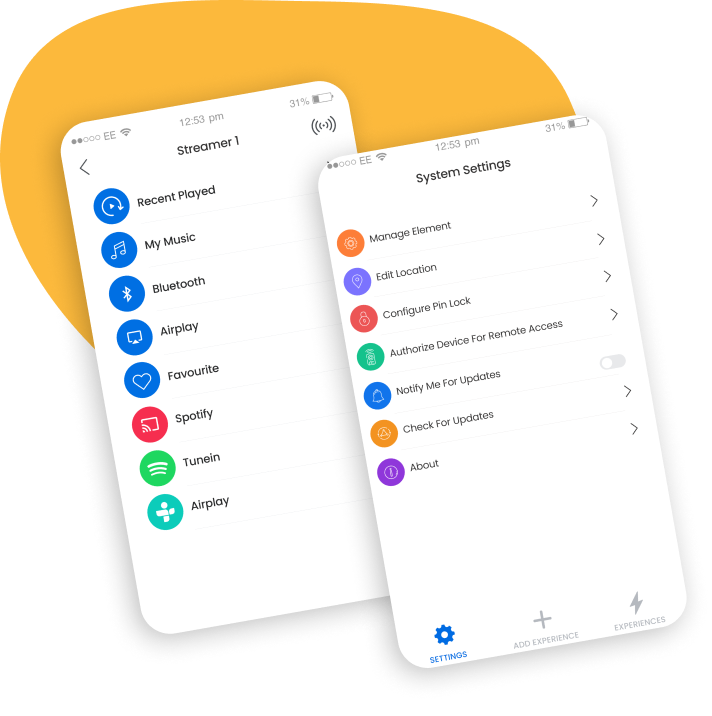 EE
12:53 pm
31%
Streamer 1
Recent Played
My Music
Bluetooth
Airplay
Favourite
Spotify
Tunein
Airplay
EE
12:53 pm
31%
System Settings
Manage Element
Edit Location
Configure Pin Lock
Authorize Device For Remote Access
Notify Me For Updates
Check For Updates
About
SETTINGS
ADD EXPERIENCE
EXPERIENCES